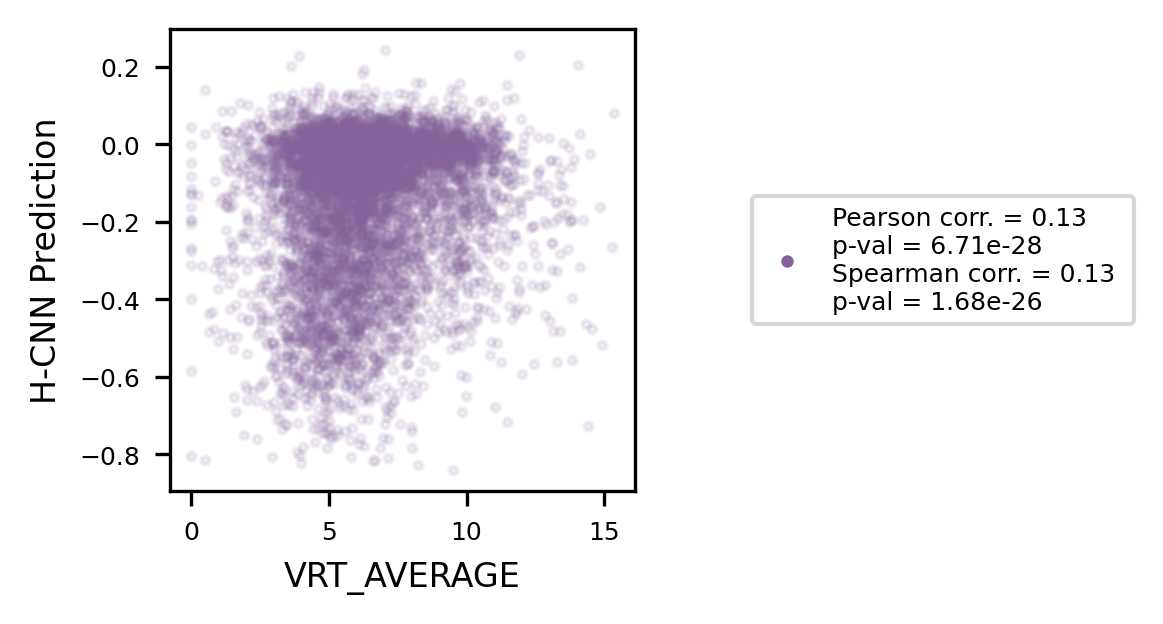 H-CNN Prediction
0.2
0.0
−0.2
−0.4
−0.6
−0.8
0 5 10 15
VRT_AVERAGE
Pearson corr. = 0.13
p-val = 6.71e-28
Spearman corr. = 0.13
p-val = 1.68e-26